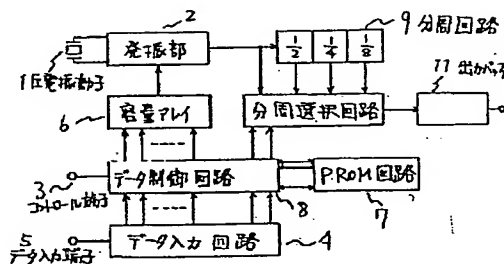 2
9 分周回路
発振部
1/2
1/4
1/8
11 出力バッファ
1 圧電振動子
6
容量アレイ
分周選択回路
3
コントロール端子
データ制御回路
P.ROM回路
8
7
5
データ入力端子
データ入力回路
4